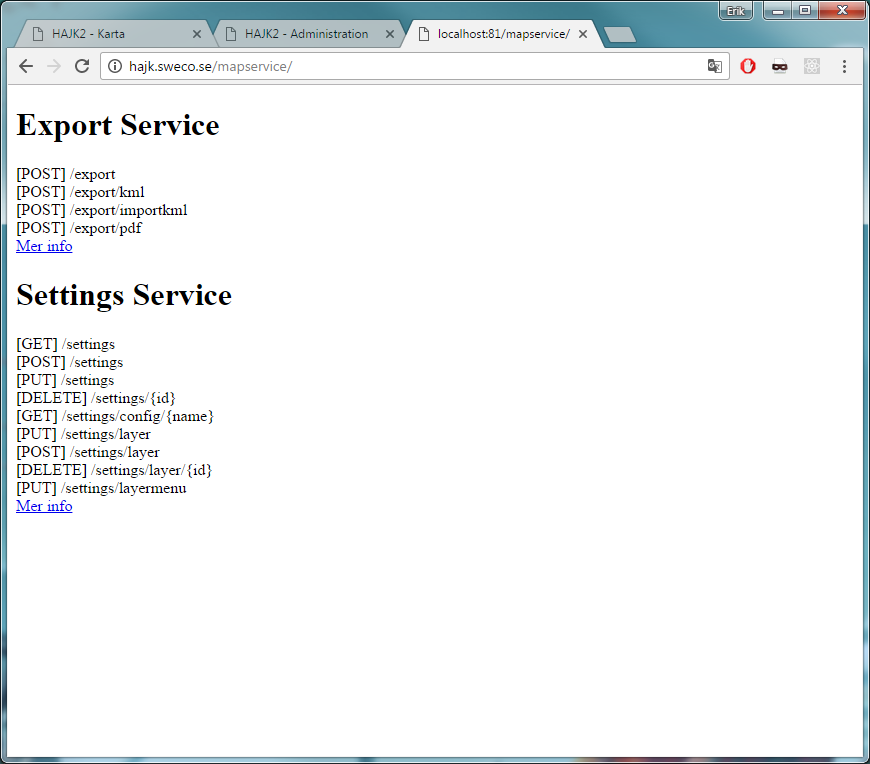 Erik
HAJK2 - Karta
HAJK2 - Administration
localhost:81/mapservice/
hajk.sweco.se/mapservice/
Export Service
[POST] /export
[POST] /export/kml
[POST] /export/importkml
[POST] /export/pdf
Mer info
Settings Service
[GET] /settings
[POST] /settings
[PUT] /settings
[DELETE] /settings/{id}
[GET] /settings/config/{name}
[PUT] /settings/layer
[POST] /settings/layer
[DELETE] /settings/layer/{id}
[PUT] /settings/layermenu
Mer info